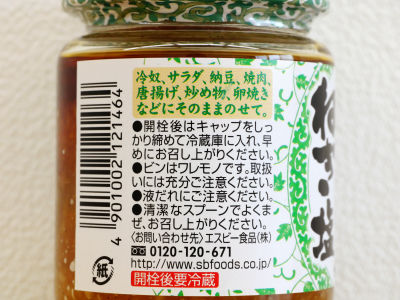 冷奴、サラダ、納豆、焼肉、
唐揚げ、炒め物、卵焼き
などにそのままのせて。
●開栓後はキャップをしっ
かり締めて冷蔵庫に入れ、早
めにお召し上がりください。
●ビンはワレモノです。取扱
いには充分ご注意ください。
●液だれにご注意ください。
●清潔なスプーンでよくま
ぜ、お召し上がりください。
〈お問い合わせ先〉エスビー食品(株)
0120-120-671
http://www.sbfoods.co.jp
開栓後要冷蔵
4 901002 121464
紙
ねぎ塩